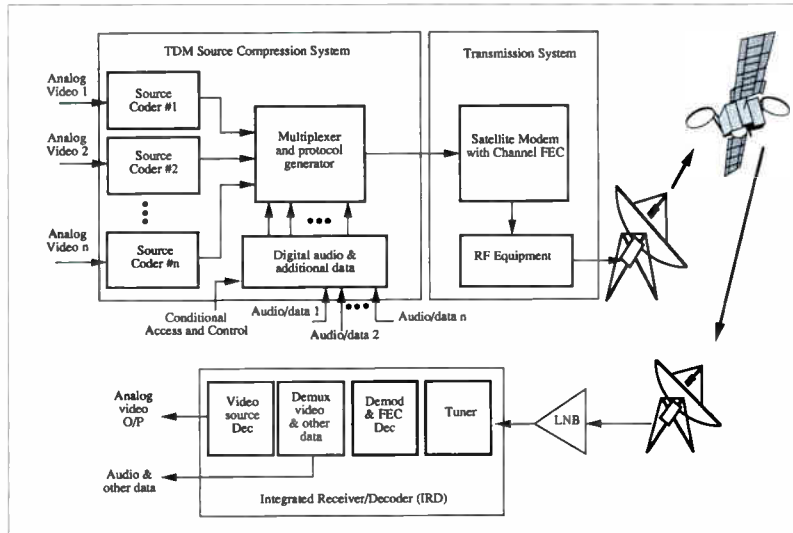 TDM Source Compression System
Transmission System
Analog
Video 1
Source
Coder #1
Analog
Video 2
Source
Coder #2
Analog
Video n
Source
Coder #n
Multiplexer
and protocol
generator
Digital audio &
additional data
Conditional
Access and Control
Audio/data 1
Audio/data 2
Audio/data n
Satellite Modem
with Channel FEC
RF Equipment
Analog
video
O/P
Audio &
other data
Video
source
Dec
Demux
video
& other
data
Demod
& FEC
Dec
Tuner
LNB
Integrated Receiver/Decoder (IRD)